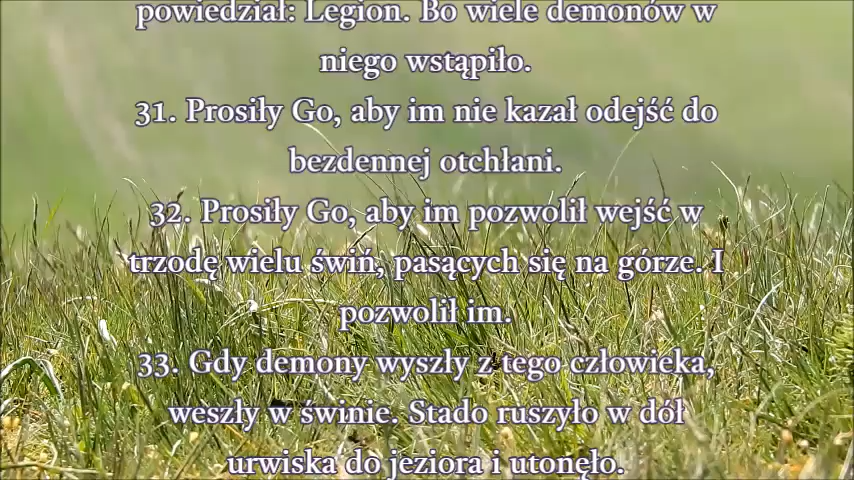 powiedział: Legion. Bo wiele demonów w
niego wstąpiło.
31. Prosiły Go, aby im nie kazał odejść do
bezdennej otchłani.
32. Prosiły Go, aby im pozwolił wejść w
trzodę wielu świń, pasących się na górze. I
pozwolił im.
33. Gdy demony wyszły z tego człowieka,
weszły w świnie. Stado ruszyło w dół
urwiska do jeziora i utonęło.